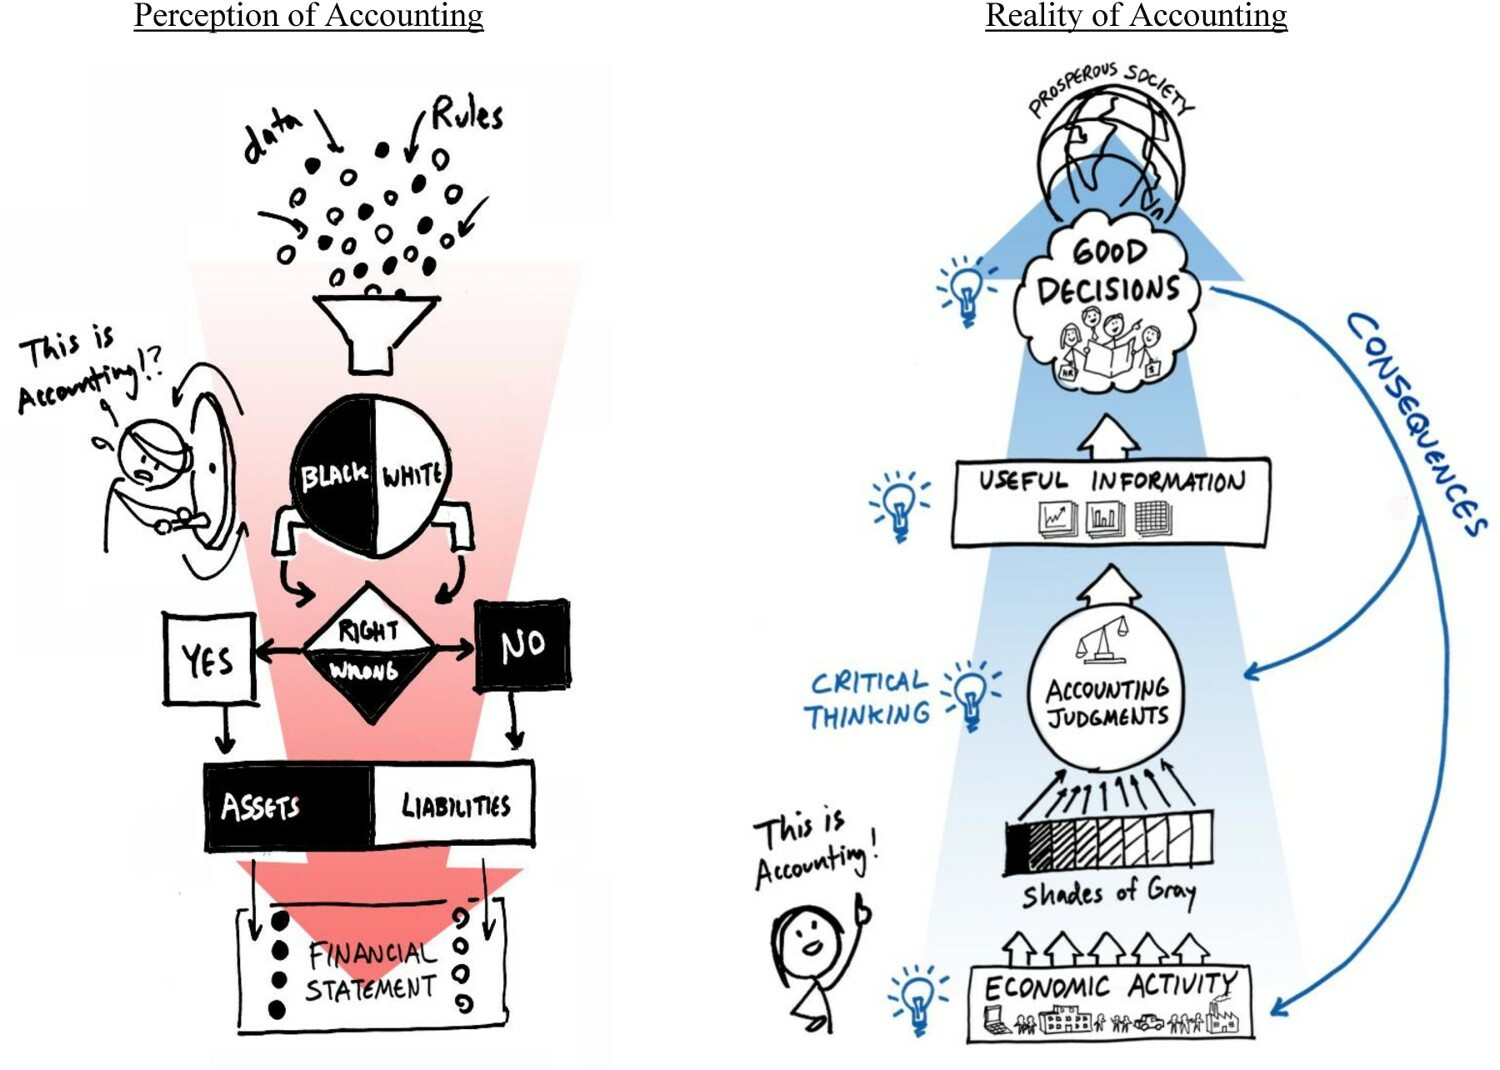 Perception of Accounting
data
Rules
This is
Accounting!?
BLACK
WHITE
RIGHT
WRONG
YES
NO
ASSETS
LIABILITIES
FINANCIAL
STATEMENT
Reality of Accounting
PROSPEROUS SOCIETY
GOOD
DECISIONS
HR
$
CONSEQUENCES
USEFUL INFORMATION
CRITICAL
THINKING
ACCOUNTING
JUDGMENTS
This is
Accounting!
Shades of Gray
ECONOMIC ACTIVITY